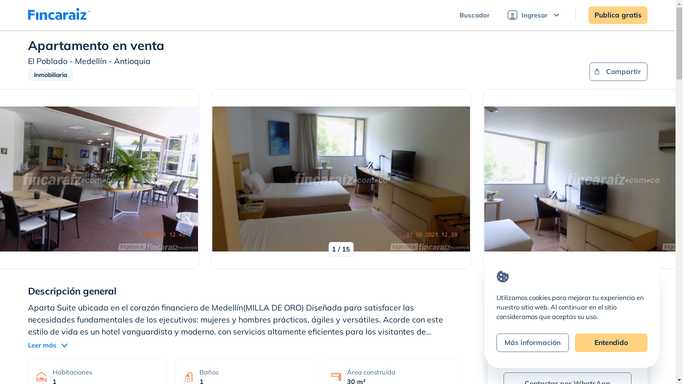 Fincaraiz
Buscador
Ingresar
Publica gratis
Apartamento en venta
El Poblado - Medellín - Antioquia
Inmobiliaria
Compartir
fincaraiz.com.co
fincaraiz.com.co
fincaraiz.com.co
fincaraiz
fincaraiz
1 / 15
Descripción general
Aparta Suite ubicada en el corazón financiero de Medellín(MILLA DE ORO) Diseñada para satisfacer las
necesidades fundamentales de los ejecutivos: mujeres y hombres prácticos, ágiles y versátiles. Acorde con este
estilo de vida es un hotel vanguardista y moderno, con servicios altamente eficientes para los visitantes de...
Leer más
Habitaciones
1
Baños
1
Área construida
30 m²
Utilizamos cookies para mejorar tu experiencia en
nuestro sitio web. Al continuar en el sitio
consideramos que aceptas su uso.
Más información
Entendido
Contactar por WhatsApp